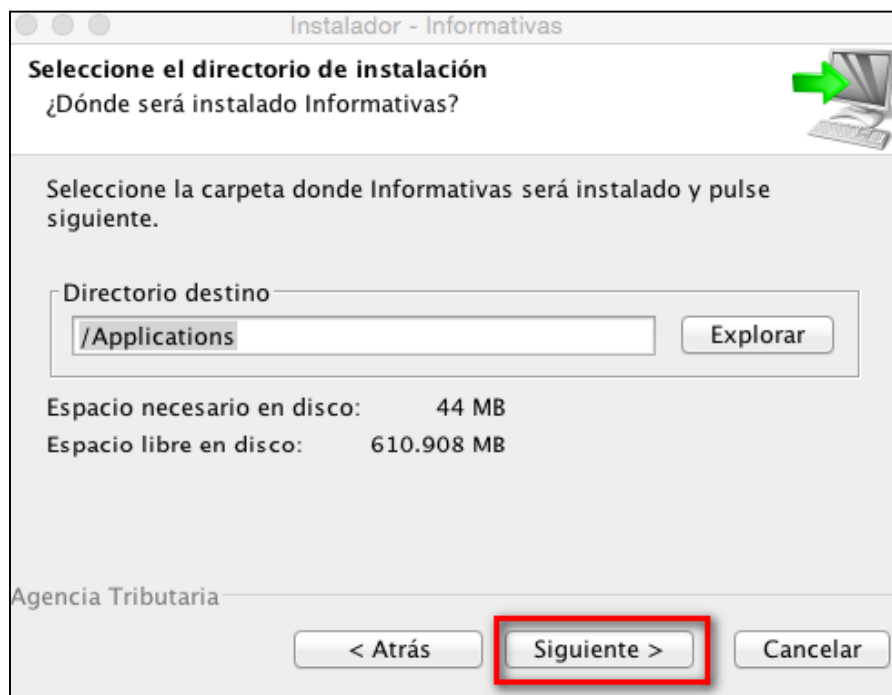 Instalador - Informativas
Seleccione el directorio de instalación
¿Dónde será instalado Informativas?
Seleccione la carpeta donde Informativas será instalado y pulse
siguiente.
Directorio destino
/Applications
Explorar
Espacio necesario en disco: 44 MB
Espacio libre en disco: 610.908 MB
Agencia Tributaria
< Atrás
Siguiente >
Cancelar